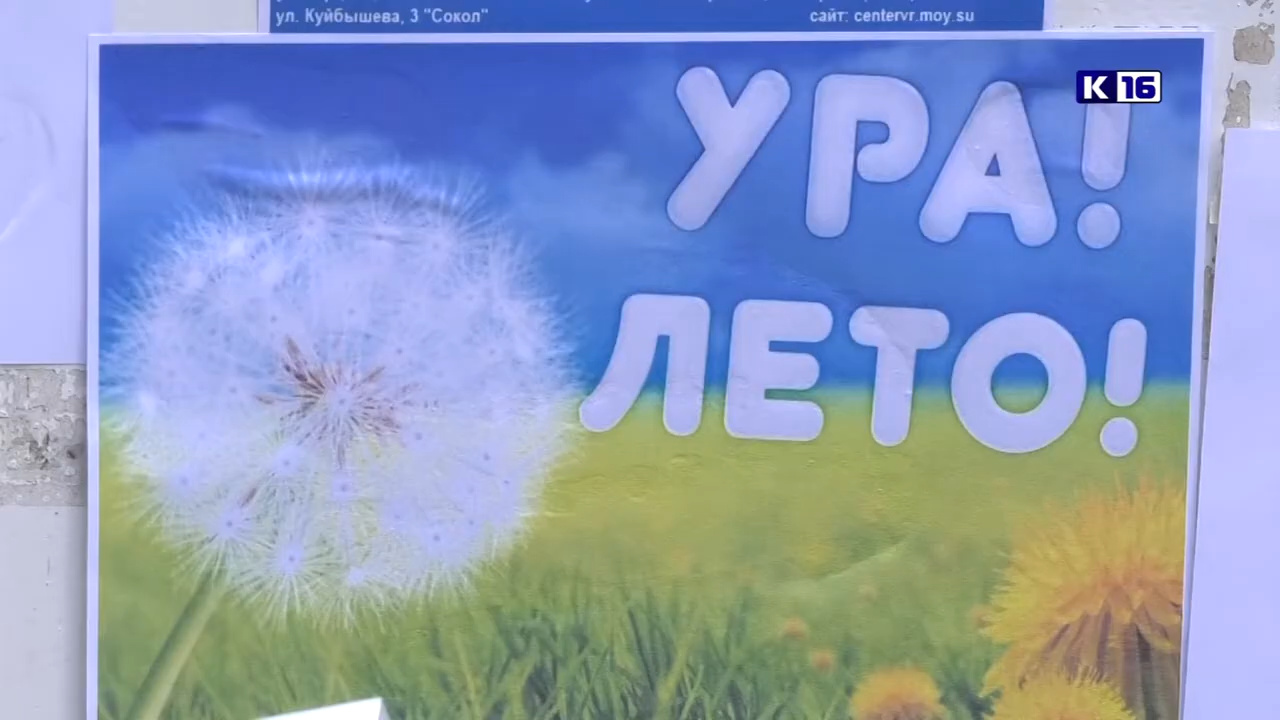 ул. Куйбышева, 3 "Сокол"
сайт: centervr.moy.su
К 16
УРА!
ЛЕТО!